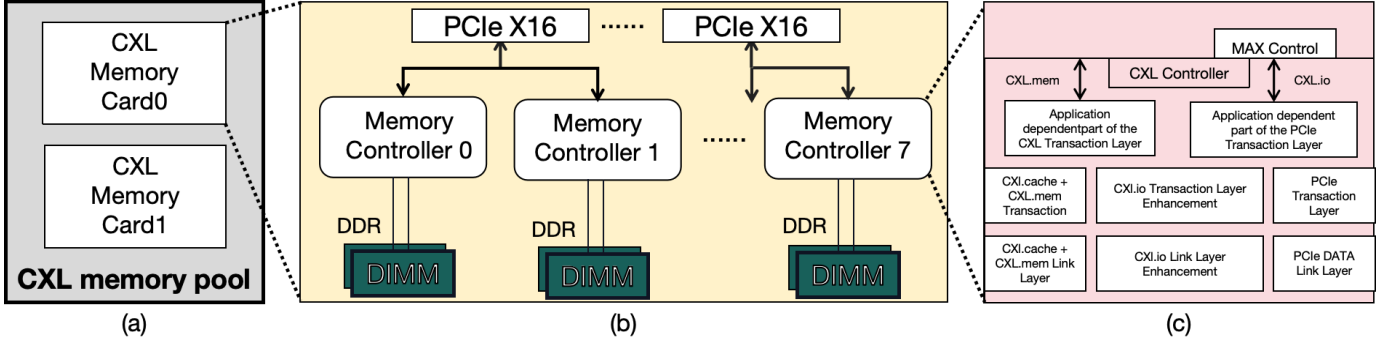 CXL
Memory
Card0
CXL
Memory
Card1
CXL memory pool
(a)
PCIe X16
......
PCIe X16
Memory
Controller 0
Memory
Controller 1
......
Memory
Controller 7
DDR
DIMM
DDR
DIMM
DDR
DIMM
(b)
MAX Control
CXL Controller
CXL.mem
CXL.io
Application
dependentpart of the
CXL Transaction Layer
Application dependent
part of the PCIe
Transaction Layer
CXl.cache +
CXL.mem
Transaction
CXl.io Transaction Layer
Enhancement
PCIe
Transaction
Layer
CXl.cache +
CXL.mem Link
Layer
CXl.io Link Layer
Enhancement
PCIe DATA
Link Layer
(c)